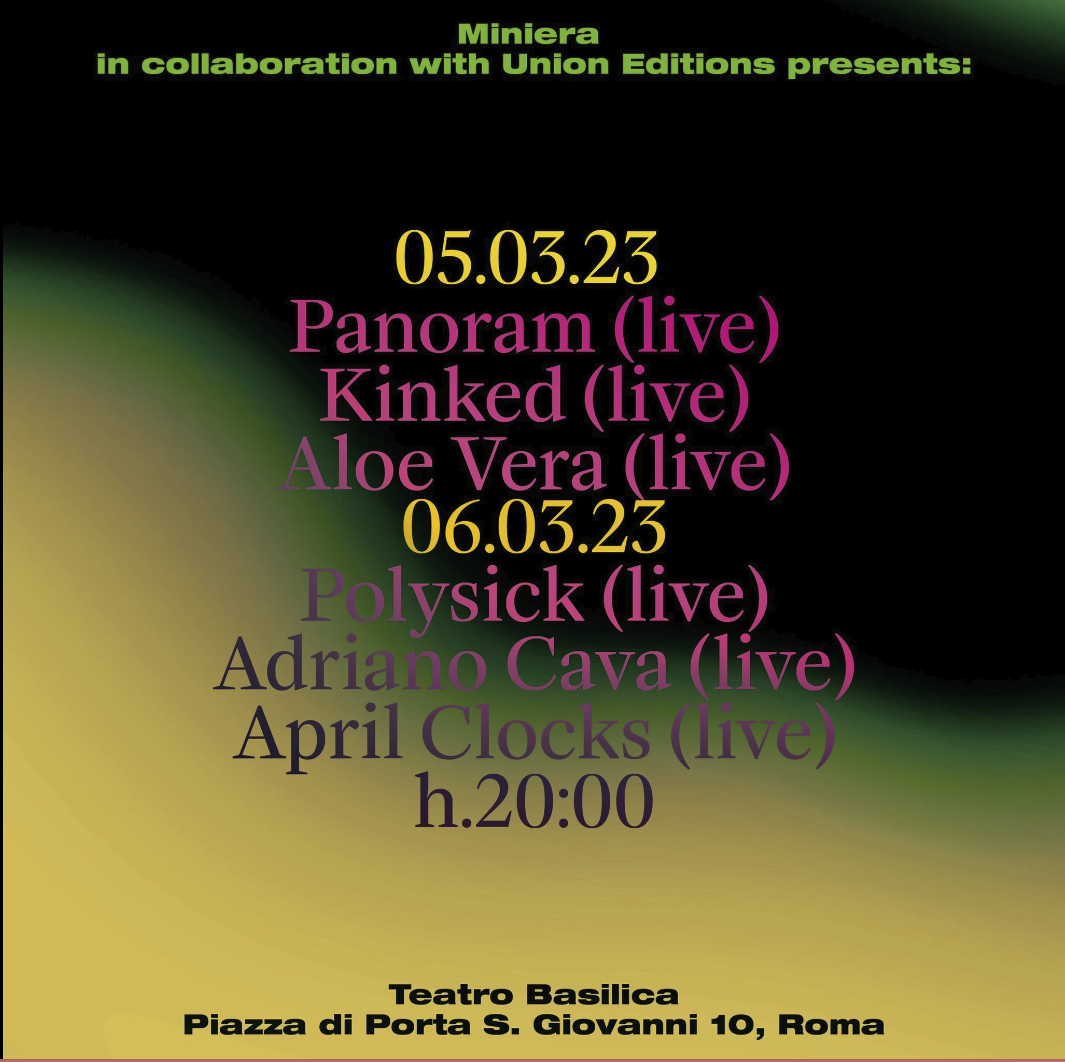 Miniera
in collaboration with Union Editions presents:
05.03.23
Panoram (live)
Kinked (live)
Aloe Vera (live)
06.03.23
Polysick (live)
Adriano Cava (live)
April Clocks (live)
h.20:00
Teatro Basilica
Piazza di Porta S. Giovanni 10, Roma